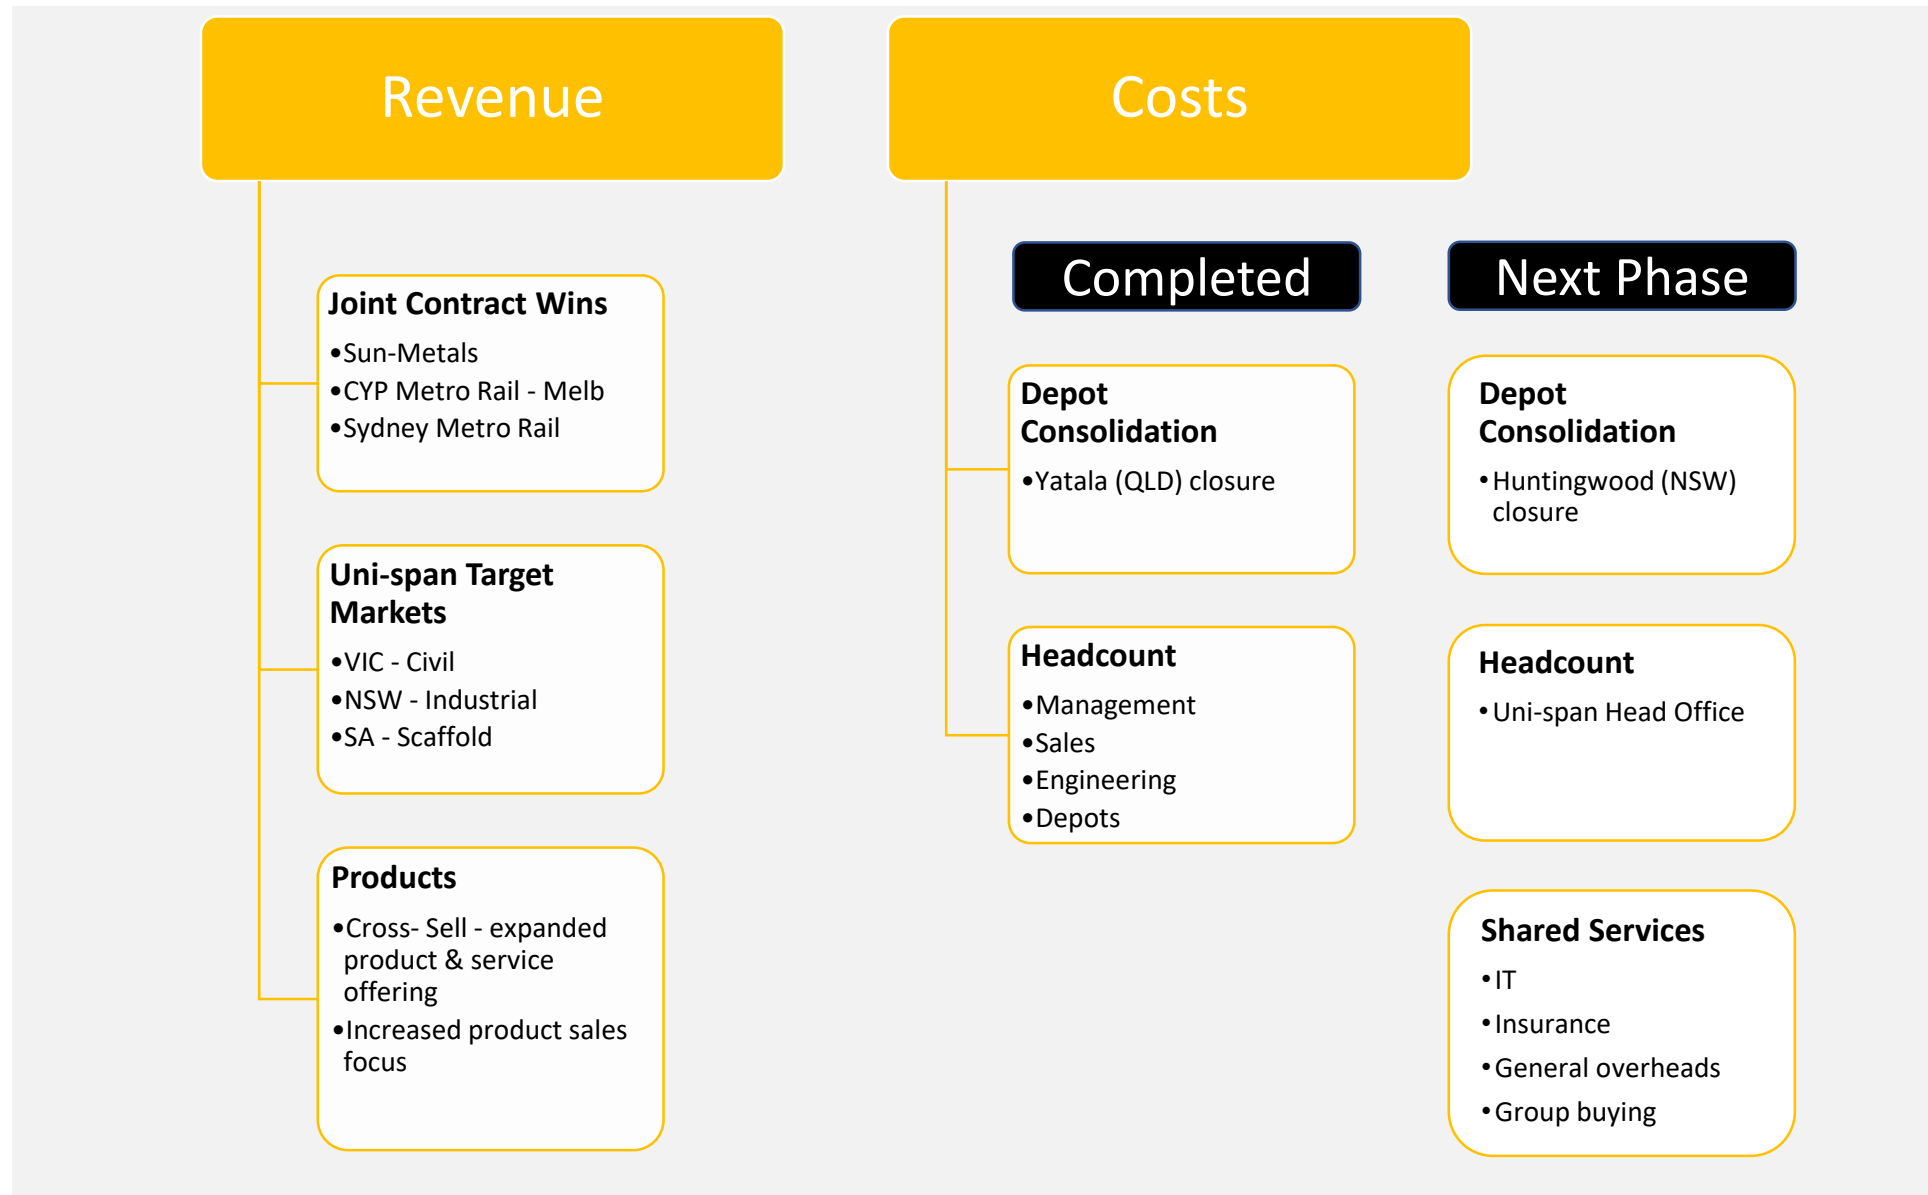 Revenue
Joint Contract Wins
•Sun-Metals
•CYP Metro Rail - Melb
•Sydney Metro Rail
Uni-span Target
Markets
•VIC - Civil
•NSW - Industrial
•SA - Scaffold
Products
•Cross- Sell - expanded
product & service
offering
•Increased product sales
focus
Costs
Completed
Depot
Consolidation
•Yatala (QLD) closure
Headcount
•Management
•Sales
•Engineering
•Depots
Next Phase
Depot
Consolidation
•Huntingwood (NSW)
closure
Headcount
•Uni-span Head Office
Shared Services
•IT
•Insurance
•General overheads
•Group buying